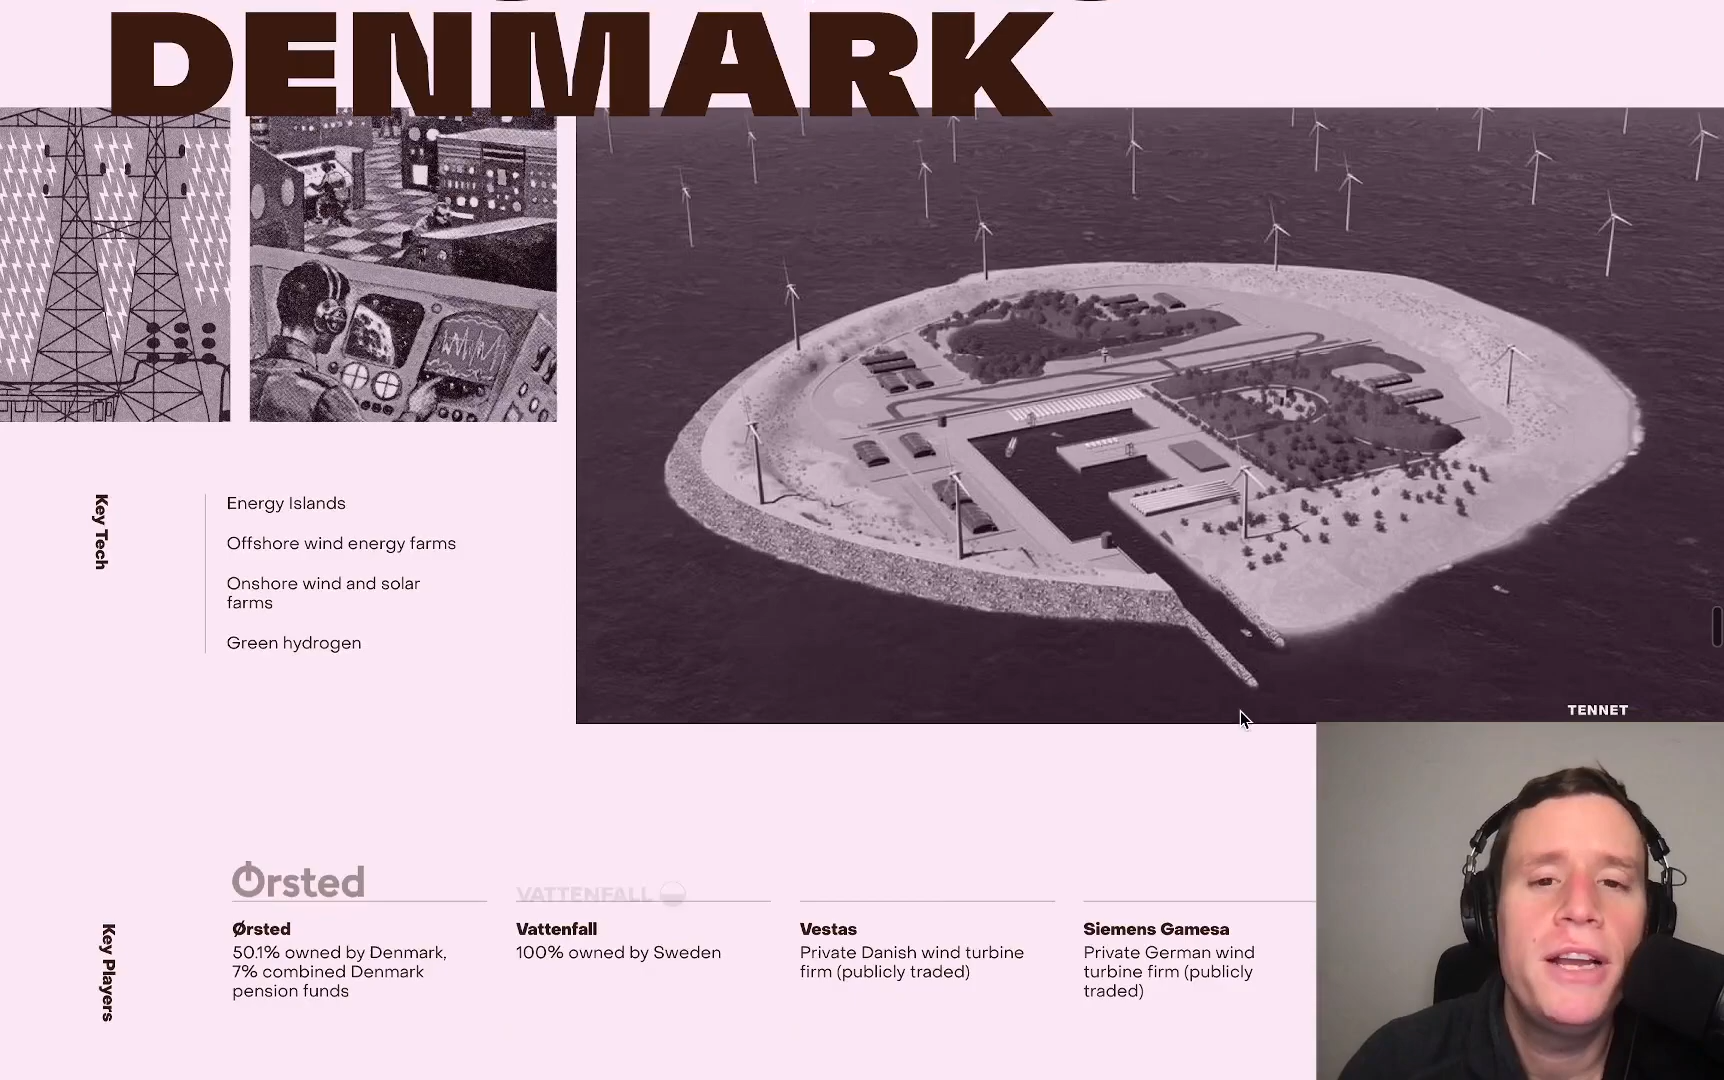 DENMARK
Key Tech
Energy Islands
Offshore wind energy farms
Onshore wind and solar
farms
Green hydrogen
TENNET
Key Players
Ørsted
Ørsted
50.1% owned by Denmark,
7% combined Denmark
pension funds
VATTENFALL
Vattenfall
100% owned by Sweden
Vestas
Private Danish wind turbine
firm (publicly traded)
Siemens Gamesa
Private German wind
turbine firm (publicly
traded)